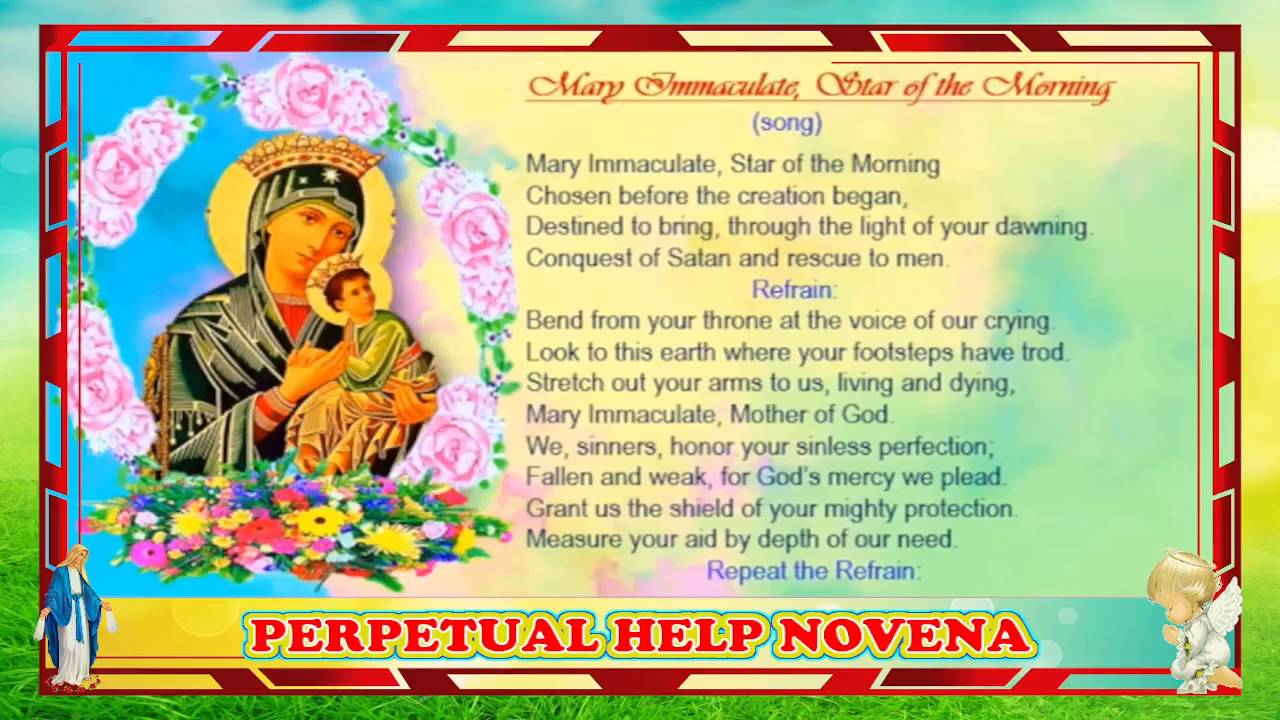 Mary Immaculate, Star of the Morning
(song)
Mary Immaculate, Star of the Morning
Chosen before the creation began,
Destined to bring, through the light of your dawning.
Conquest of Satan and rescue to men.
Refrain:
Bend from your throne at the voice of our crying.
Look to this earth where your footsteps have trod.
Stretch out your arms to us, living and dying,
Mary Immaculate, Mother of God.
We, sinners, honor your sinless perfection;
Fallen and weak, for God's mercy we plead.
Grant us the shield of your mighty protection.
Measure your aid by depth of our need.
Repeat the Refrain:
PERPETUAL HELP NOVENA